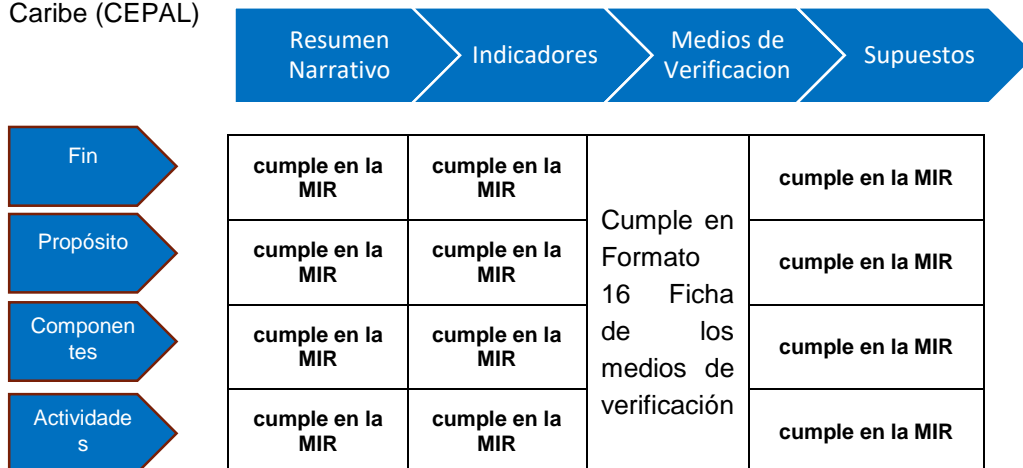 Caribe (CEPAL)
Resumen
Narrativo
Indicadores
Medios de
Verificacion
Supuestos
Fin
cumple en la
MIR
cumple en la
MIR
Cumple en
Formato
16 Ficha
de los
medios de
verificación
cumple en la MIR
Propósito
cumple en la
MIR
cumple en la
MIR
cumple en la MIR
Componen
tes
cumple en la
MIR
cumple en la
MIR
cumple en la MIR
Actividade
s
cumple en la
MIR
cumple en la
MIR
cumple en la MIR